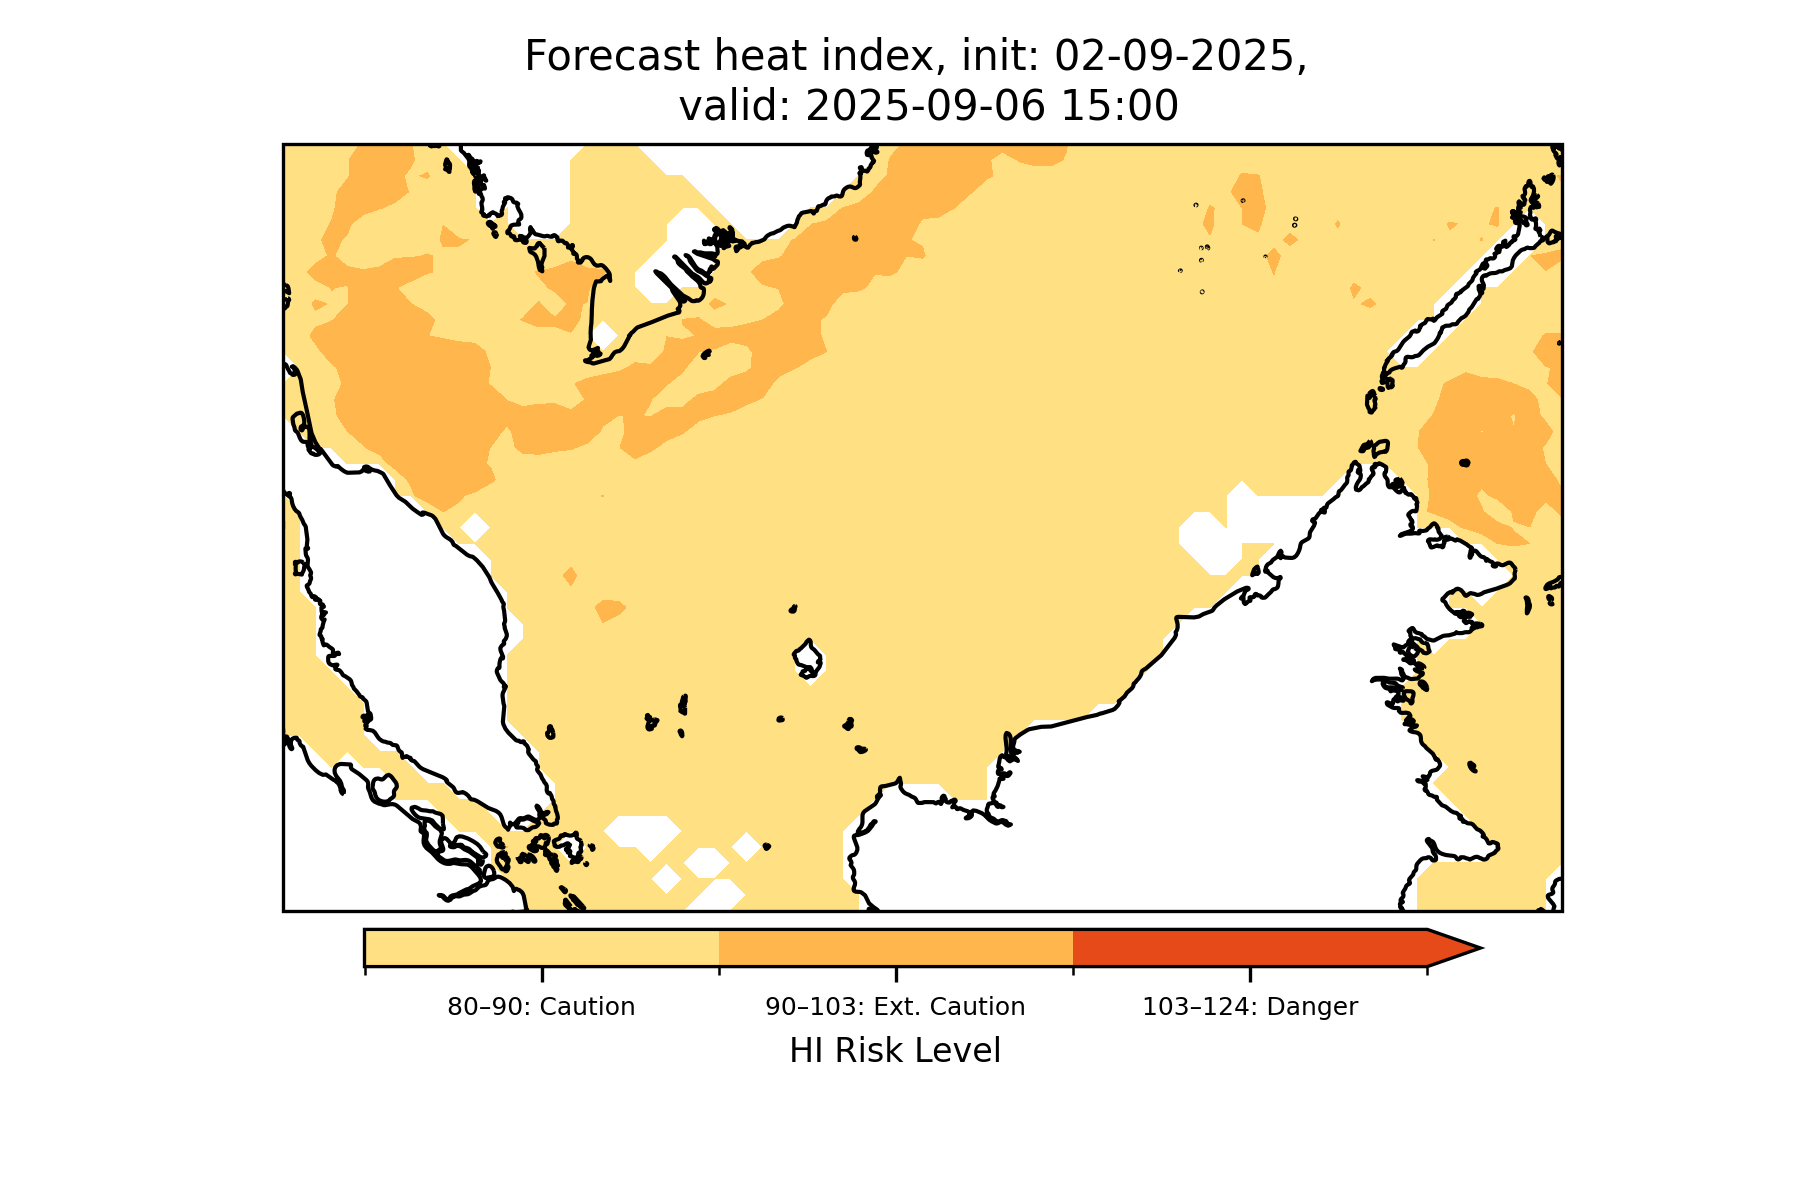 Forecast heat index, init: 02-09-2025,
valid: 2025-09-06 15:00
80–90: Caution
90–103: Ext. Caution
103–124: Danger
HI Risk Level